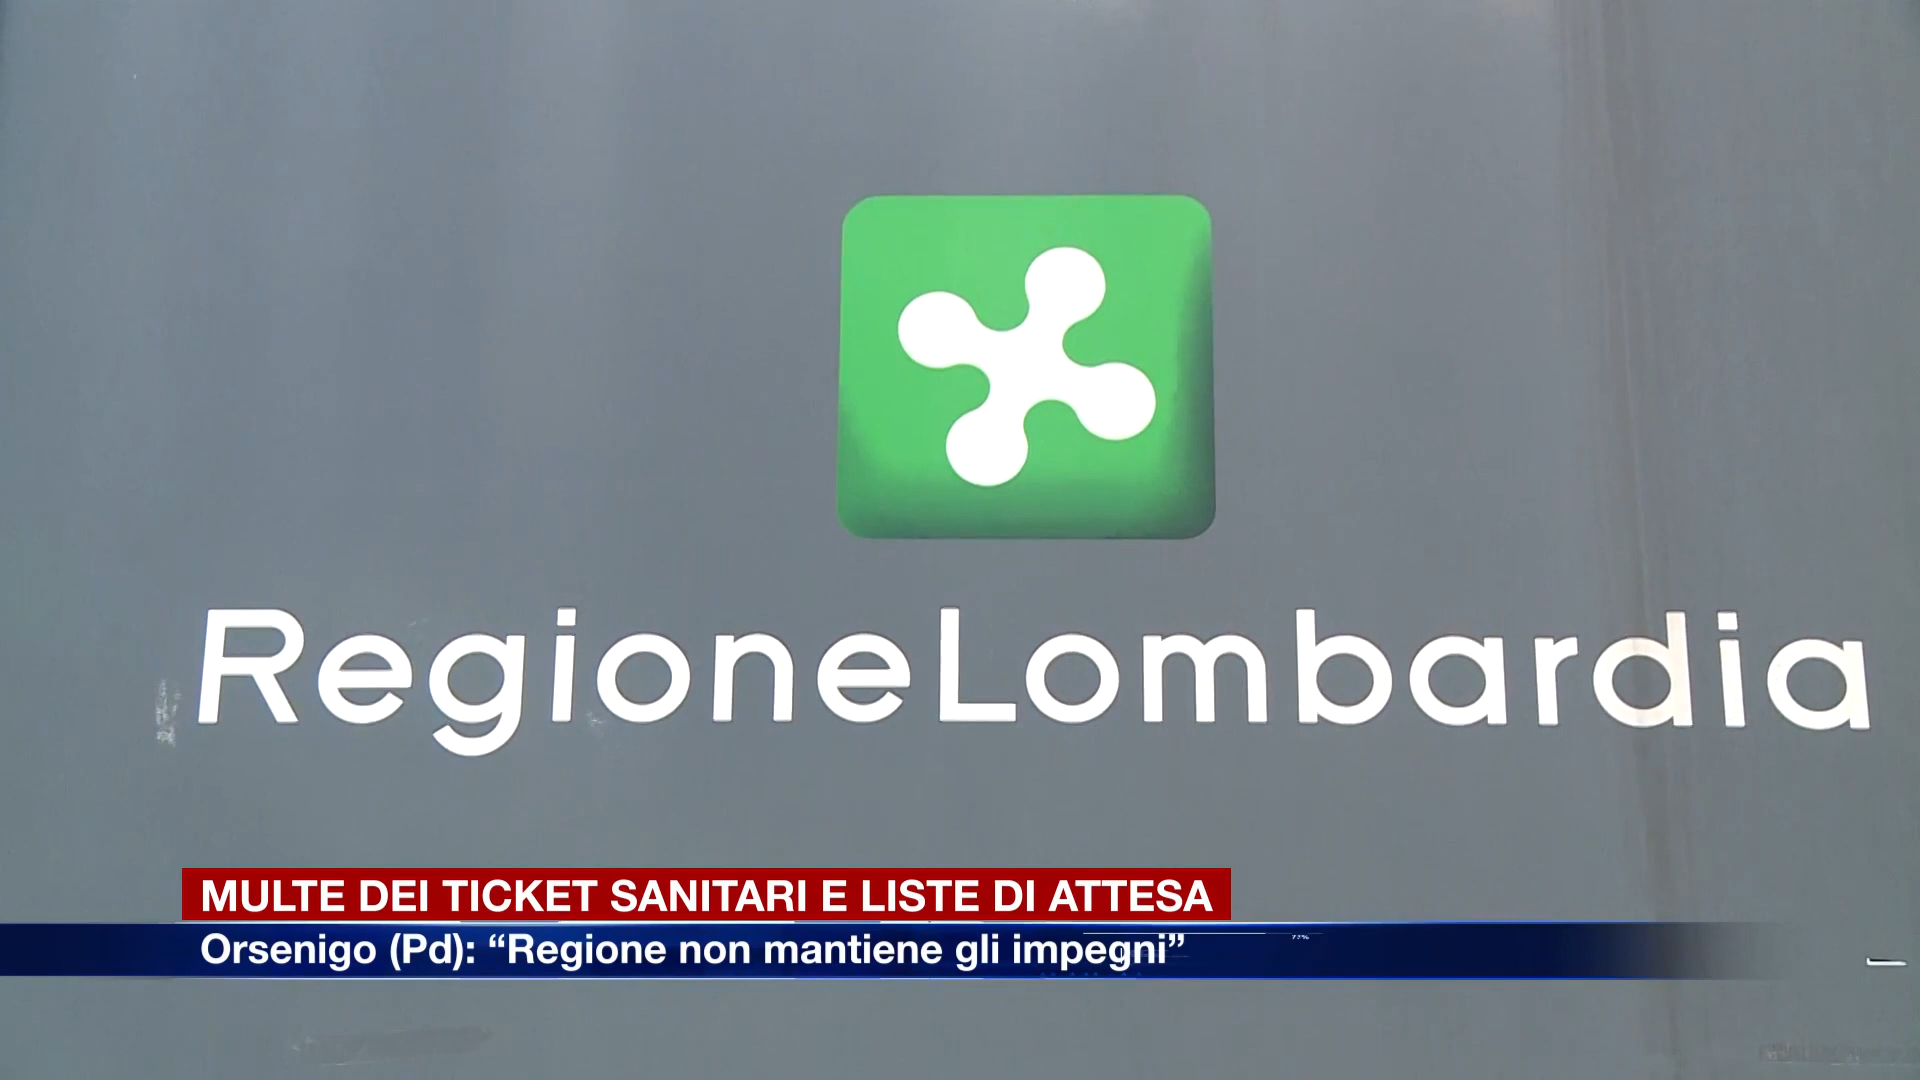 RegioneLombardia
MULTE DEI TICKET SANITARI E LISTE DI ATTESA
Orsenigo (Pd): “Regione non mantiene gli impegni”